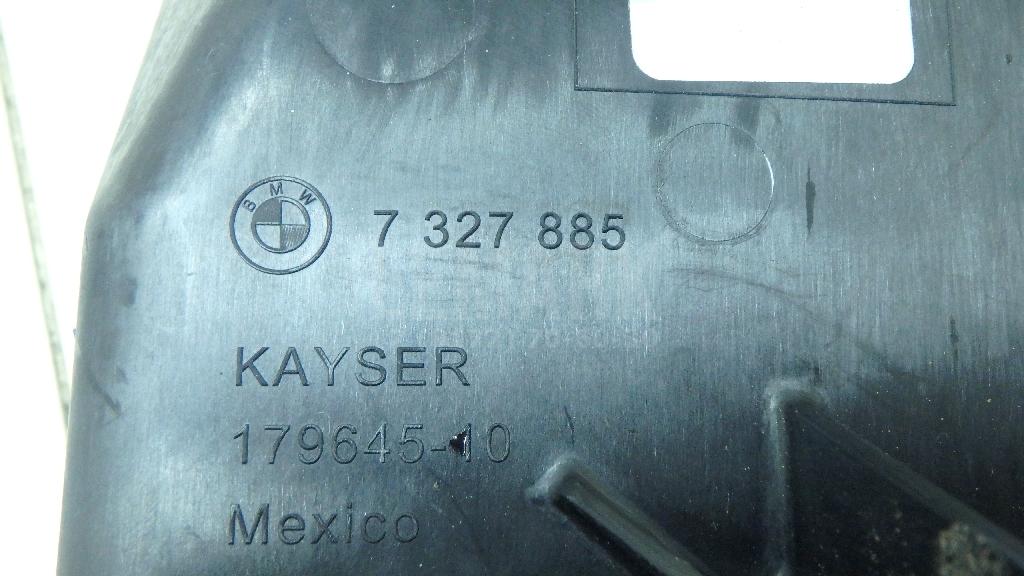 BMW 7 327 885
KAYSER
179645-10
Mexico